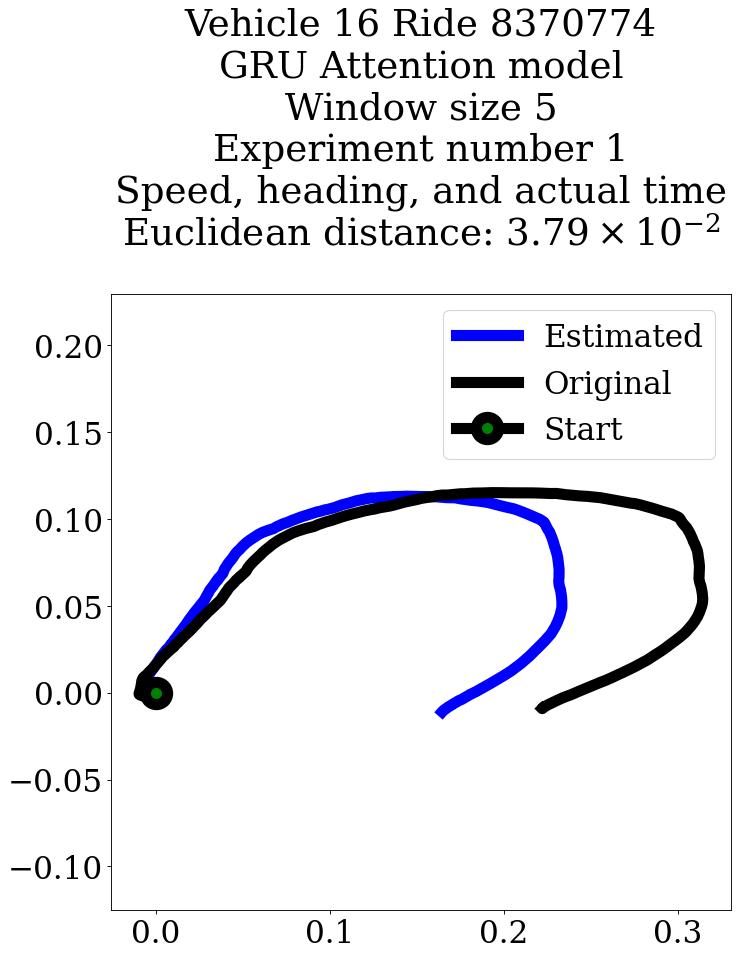 Vehicle 16 Ride 8370774
GRU Attention model
Window size 5
Experiment number 1
Speed, heading, and actual time
Euclidean distance: 3.79 × 10⁻²
Estimated
Original
Start
0.20
0.15
0.10
0.05
0.00
−0.05
−0.10
0.0 0.1 0.2 0.3